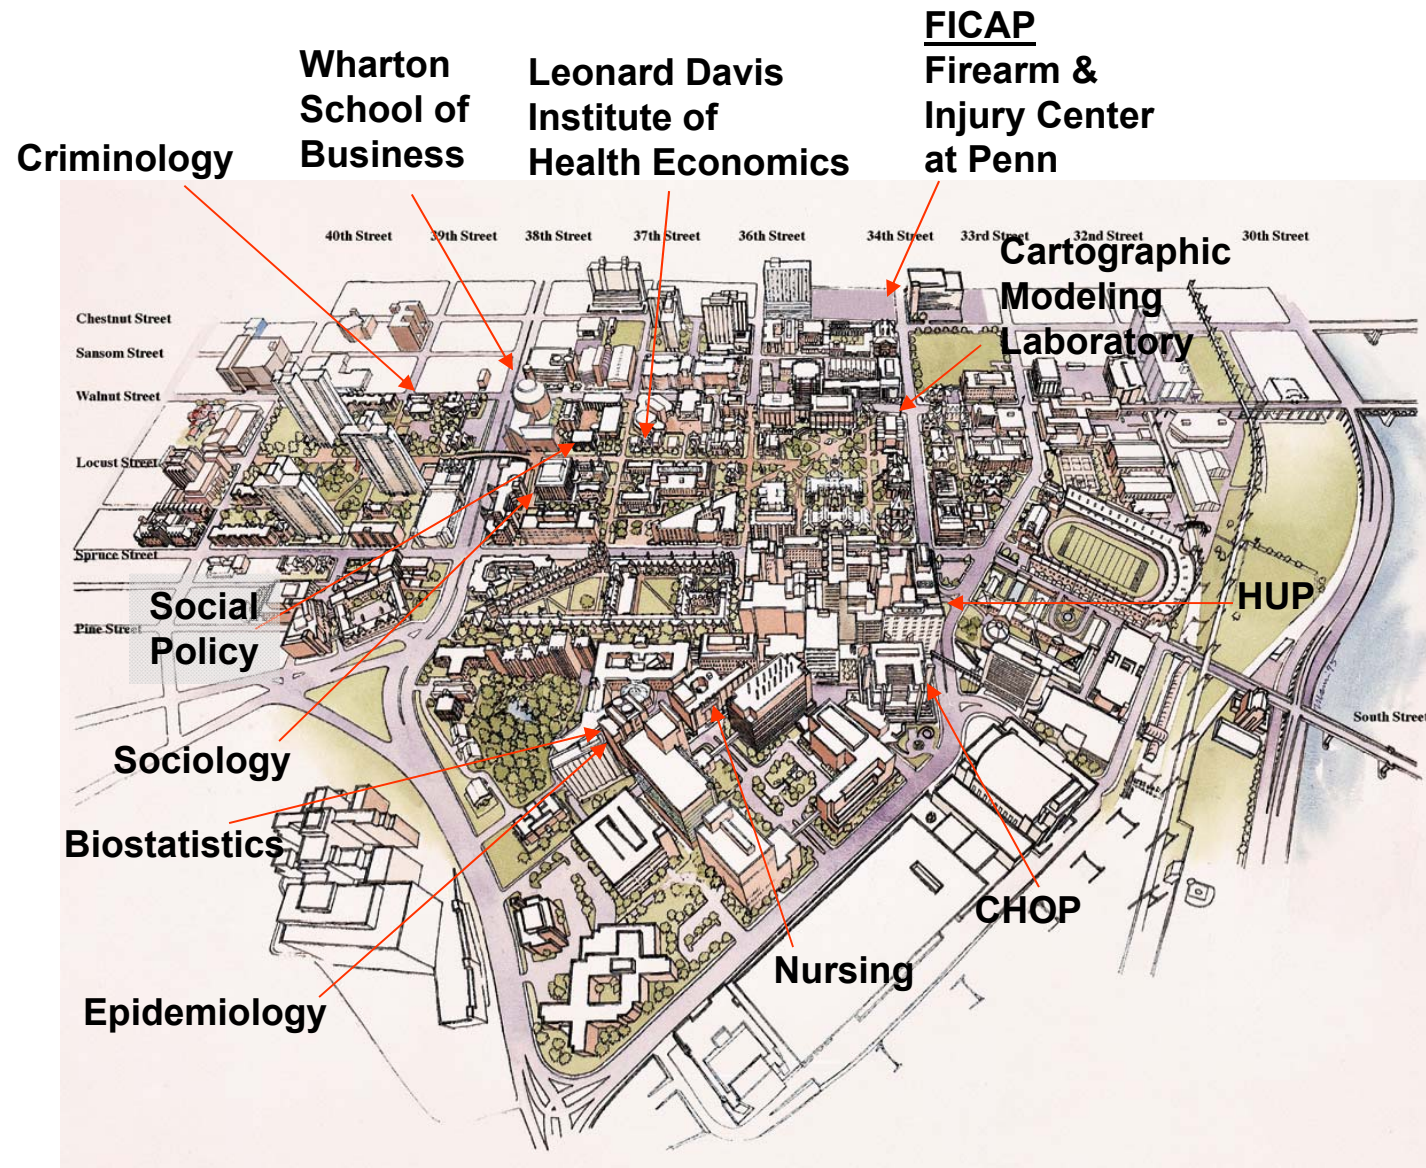 FICAP
Firearm &
Injury Center
at Penn
Wharton
School of
Business
Leonard Davis
Institute of
Health Economics
Criminology
40th Street
39th Street
38th Street
37th Street
36th Street
34th Street
33rd Street
32nd Street
30th Street
Cartographic
Modeling
Laboratory
Chestnut Street
Sansom Street
Walnut Street
Locust Street
Spruce Street
Pine Street
Social
Policy
HUP
South Street
Sociology
Biostatistics
CHOP
Nursing
Epidemiology